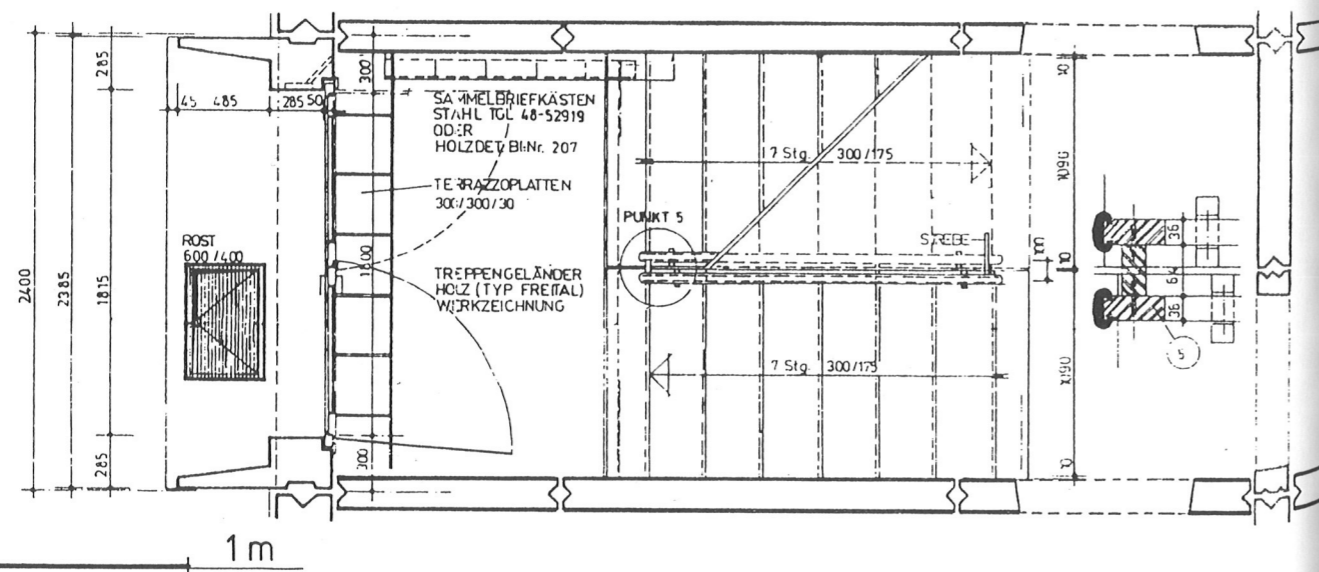 2400
2385
285
1815
285
45 485
285 50
300
SAMMELBRIEFKÄSTEN
STAHL TGL 48-52919
ODER
HOLZDET. Bl.-Nr. 207
TERRAZZOPLATTEN
300/300/30
ROST
600/400
1800
TREPPENGELÄNDER
HOLZ (TYP FREITAL)
WERKZEICHNUNG
300
7 Stg. 300/175
PUNKT 5
STREBE
100
7 Stg. 300/175
10
1090
10
1090
10
36
64
36
5
1 m